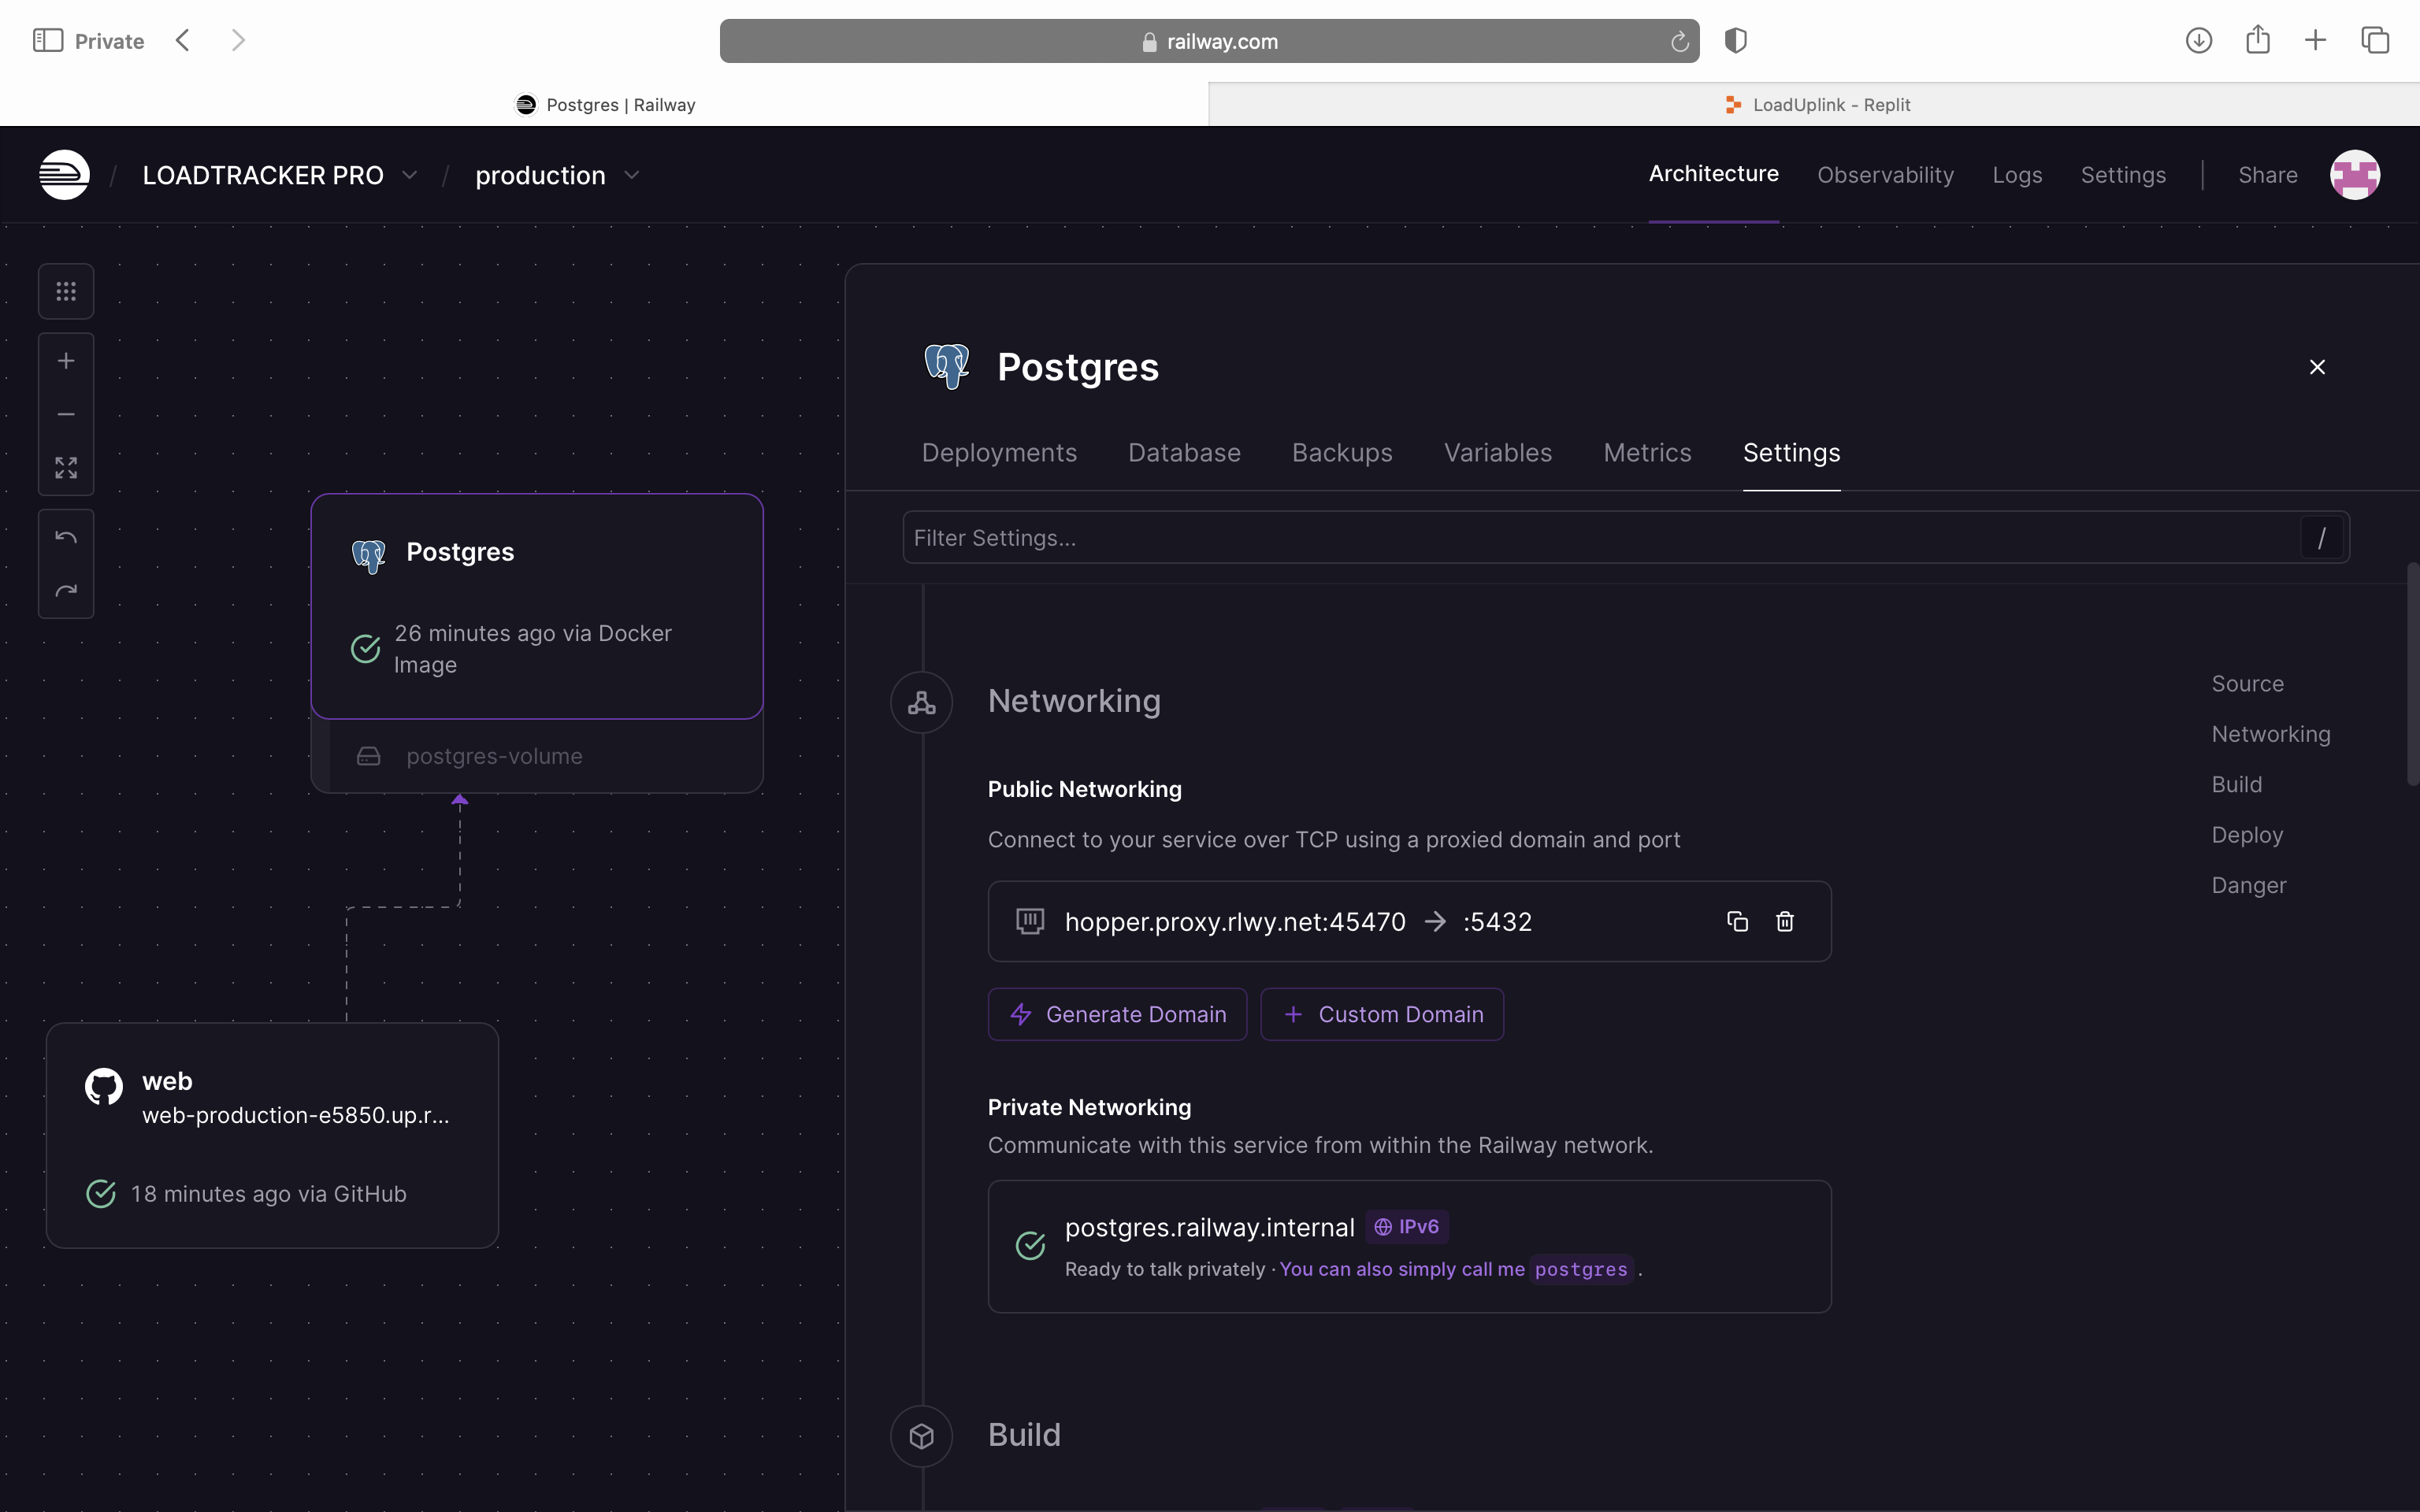 Private
railway.com
Postgres | Railway
LoadUplink - Replit
/ LOADTRACKER PRO / production
Architecture
Observability
Logs
Settings
Share
Postgres
26 minutes ago via Docker
Image
postgres-volume
web
web-production-e5850.up.r...
18 minutes ago via GitHub
Postgres
Deployments
Database
Backups
Variables
Metrics
Settings
Filter Settings...
/
Networking
Public Networking
Connect to your service over TCP using a proxied domain and port
hopper.proxy.rlwy.net:45470 → :5432
Generate Domain
+ Custom Domain
Private Networking
Communicate with this service from within the Railway network.
postgres.railway.internal IPv6
Ready to talk privately · You can also simply call me postgres .
Build
Source
Networking
Build
Deploy
Danger